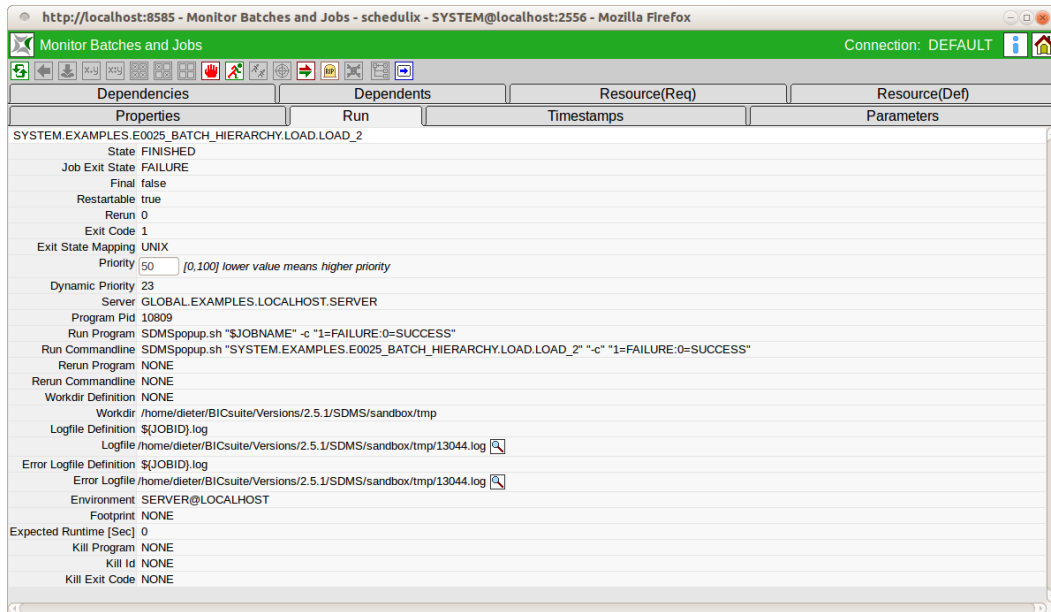 http://localhost:8585 - Monitor Batches and Jobs - schedulix - SYSTEM@localhost:2556 - Mozilla Firefox
Monitor Batches and Jobs Connection: DEFAULT
Dependencies Dependents Resource(Req) Resource(Def)
Properties Run Timestamps Parameters
SYSTEM.EXAMPLES.E0025_BATCH_HIERARCHY.LOAD.LOAD_2
State FINISHED
Job Exit State FAILURE
Final false
Restartable true
Rerun 0
Exit Code 1
Exit State Mapping UNIX
Priority 50 [0,100] lower value means higher priority
Dynamic Priority 23
Server GLOBAL.EXAMPLES.LOCALHOST.SERVER
Program Pid 10809
Run Program SDMSpopup.sh "$JOBNAME" -c "1=FAILURE:0=SUCCESS"
Run Commandline SDMSpopup.sh "SYSTEM.EXAMPLES.E0025_BATCH_HIERARCHY.LOAD.LOAD_2" "-c" "1=FAILURE:0=SUCCESS"
Rerun Program NONE
Rerun Commandline NONE
Workdir Definition NONE
Workdir /home/dieter/BICsuite/Versions/2.5.1/SDMS/sandbox/tmp
Logfile Definition ${JOBID}.log
Logfile /home/dieter/BICsuite/Versions/2.5.1/SDMS/sandbox/tmp/13044.log
Error Logfile Definition ${JOBID}.log
Error Logfile /home/dieter/BICsuite/Versions/2.5.1/SDMS/sandbox/tmp/13044.log
Environment SERVER@LOCALHOST
Footprint NONE
Expected Runtime [Sec] 0
Kill Program NONE
Kill Id NONE
Kill Exit Code NONE